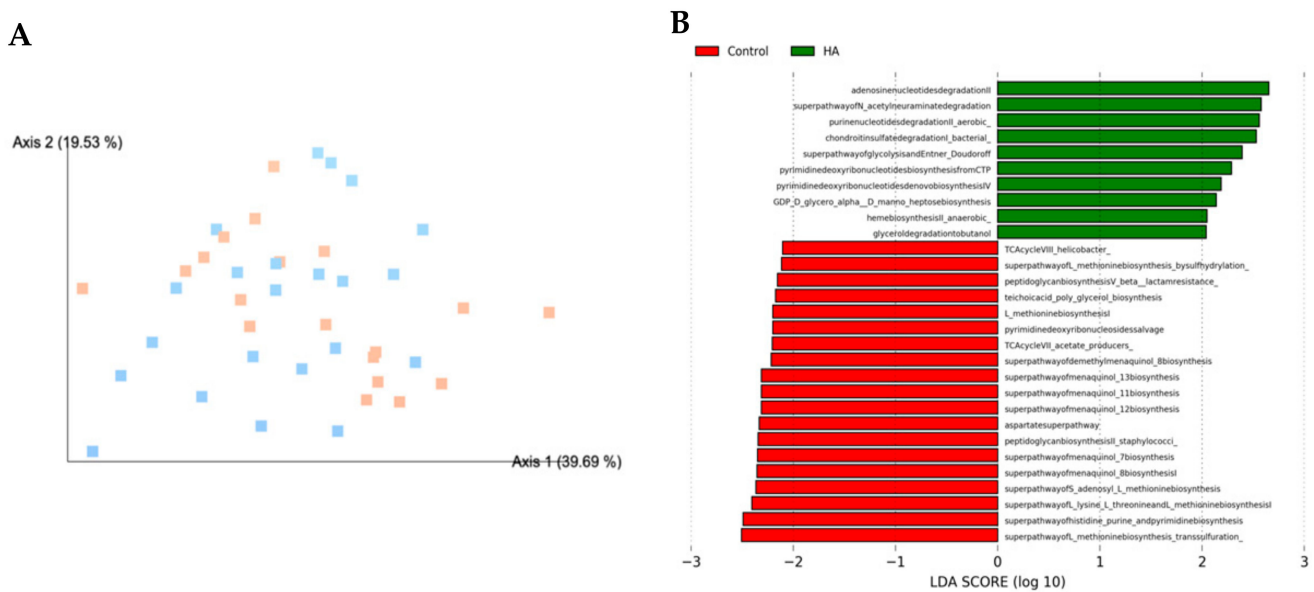 A
Axis 2 (19.53 %)
Axis 1 (39.69 %)
B
Control
HA
adenosinenucleotidesdegradationII
superpathwayofN_acetylneuraminatedegradation
purinenucleotidesdegradationII_aerobic_
chondroitinsulfatedegradationI_bacterial_
superpathwayofglycolysisandEntner_Doudoroff
pyrimidinedeoxyribonucleotidesbiosynthesisfromCTP
pyrimidinedeoxyribonucleotidesdenovobiosynthesisIV
GDP_D_glycero_alpha__D_manno_heptosebiosynthesis
hemebiosynthesisII_anaerobic_
glyceroldegradationtobutanol
TCAcycleVIII_helicobacter_
superpathwayofL_methioninebiosynthesis_bysulfhydrylation_
peptidoglycanbiosynthesisV_beta__lactamresistance_
teichoicacid_poly_glycerol_biosynthesis
L_methioninebiosynthesisI
pyrimidinedeoxyribonucleosidessalvage
TCAcycleVII_acetate_producers_
superpathwayofdemethylmenaquinol_8biosynthesis
superpathwayofmenaquinol_13biosynthesis
superpathwayofmenaquinol_11biosynthesis
superpathwayofmenaquinol_12biosynthesis
aspartatesuperpathway
peptidoglycanbiosynthesisII_staphylococci_
superpathwayofmenaquinol_7biosynthesis
superpathwayofmenaquinol_8biosynthesisI
superpathwayofS_adenosyl_L_methioninebiosynthesis
superpathwayofL_lysine_L_threonineandL_methioninebiosynthesisI
superpathwayofhistidine_purine_andpyrimidinebiosynthesis
superpathwayofL_methioninebiosynthesis_transsulfuration_
−3 −2 −1 0 1 2 3
LDA SCORE (log 10)